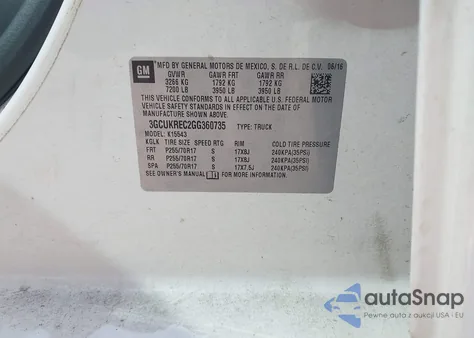 GM
MFD BY GENERAL MOTORS DE MEXICO, S. DE R.L. DE C.V. 06/16
GVWR GAWR FRT GAWR RR
3266 KG 1792 KG 1792 KG
7200 LB 3950 LB 3950 LB
THIS VEHICLE CONFORMS TO ALL APPLICABLE U.S. FEDERAL MOTOR
VEHICLE SAFETY, BUMPER, AND THEFT PREVENTION STANDARDS IN EFFECT ON THE DATE
OF MANUFACTURE SHOWN ABOVE.
3GCUKREC2GG360735 TYPE: TRUCK
MODEL: K15543
KGLK TIRE SIZE SPEED RTG RIM COLD TIRE PRESSURE
FRT P255/70R17 S 17X8J 240KPA(35PSI)
RR P255/70R17 S 17X8J 240KPA(35PSI)
SPA P255/70R17 S 17X7.5J 240KPA(35PSI)
SEE OWNER'S MANUAL FOR MORE INFORMATION.
autoSnap
Pewne auta z aukcji USA - EU